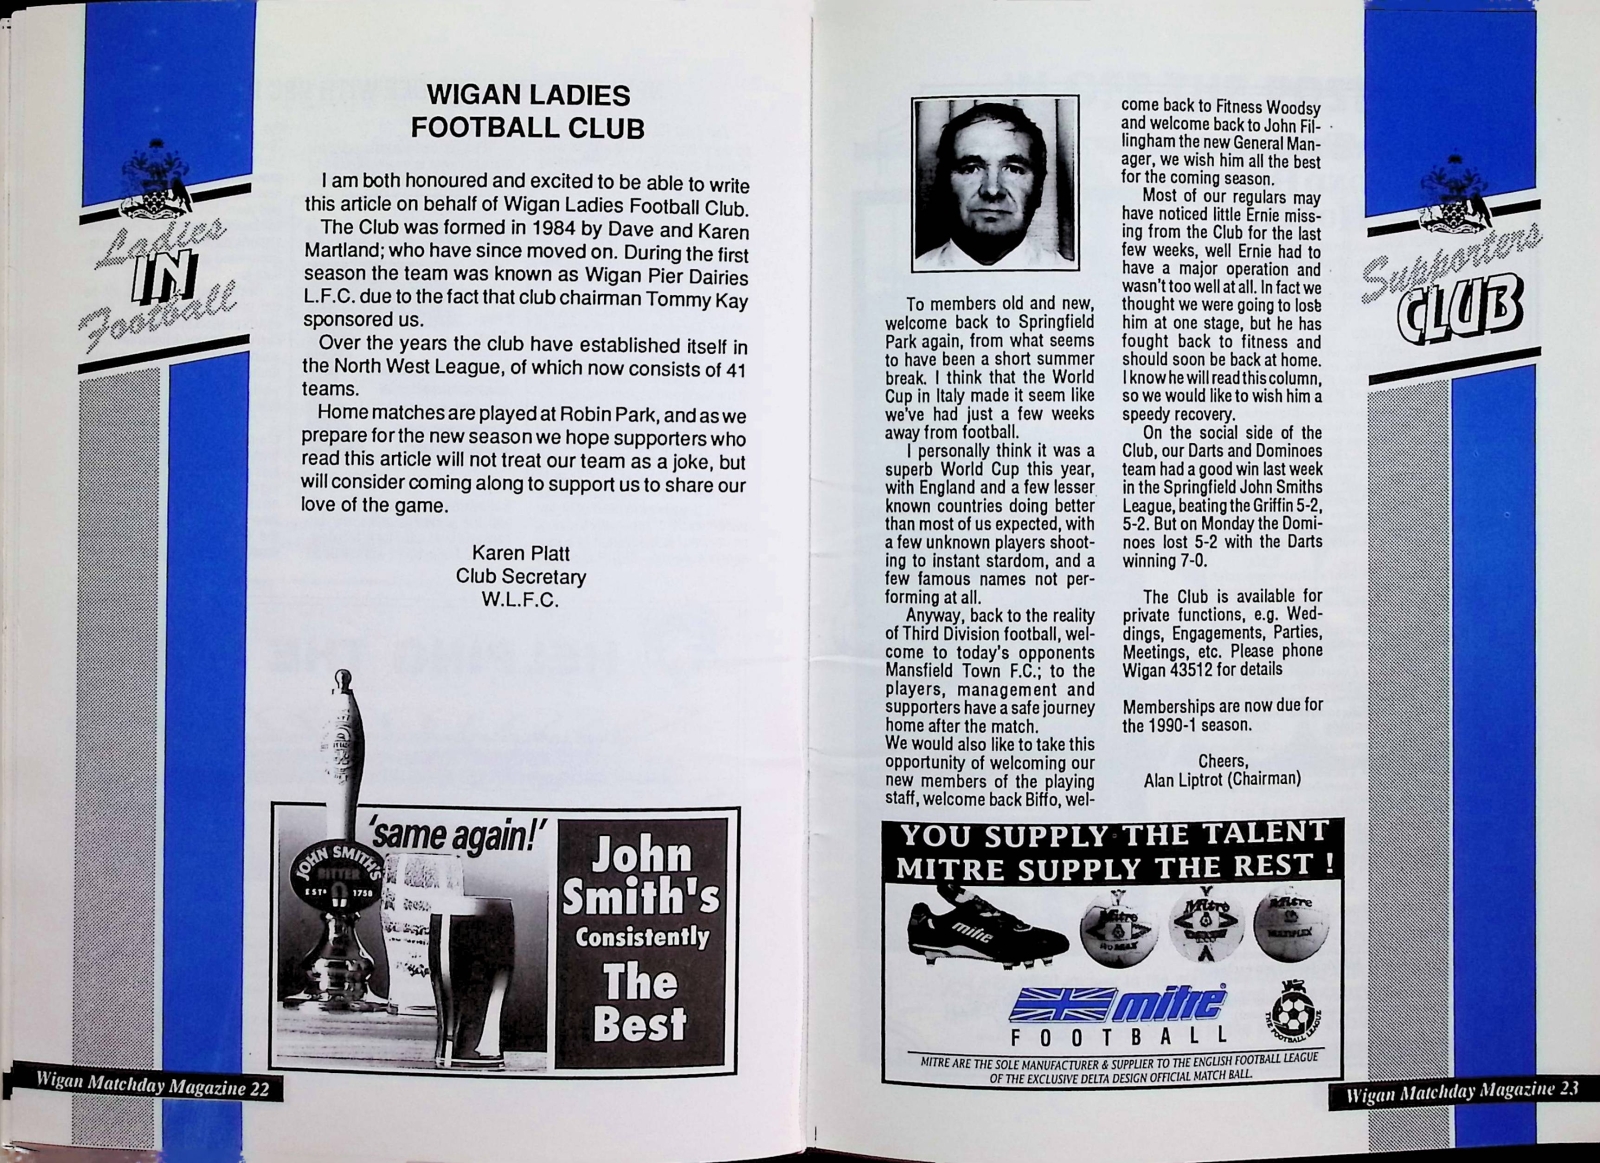 Ladies
IN
Football
WIGAN LADIES
FOOTBALL CLUB
I am both honoured and excited to be able to write
this article on behalf of Wigan Ladies Football Club.
The Club was formed in 1984 by Dave and Karen
Martland; who have since moved on. During the first
season the team was known as Wigan Pier Dairies
L.F.C. due to the fact that club chairman Tommy Kay
sponsored us.
Over the years the club have established itself in
the North West League, of which now consists of 41
teams.
Home matches are played at Robin Park, and as we
prepare for the new season we hope supporters who
read this article will not treat our team as a joke, but
will consider coming along to support us to share our
love of the game.
Karen Platt
Club Secretary
W.L.F.C.
'same again!'
JOHN SMITH'S
BITTER
ESTD 1758
John
Smith's
Consistently
The
Best
Wigan Matchday Magazine 22
To members old and new,
welcome back to Springfield
Park again, from what seems
to have been a short summer
break. I think that the World
Cup in Italy made it seem like
we've had just a few weeks
away from football.
I personally think it was a
superb World Cup this year,
with England and a few lesser
known countries doing better
than most of us expected, with
a few unknown players shoot-
ing to instant stardom, and a
few famous names not per-
forming at all.
Anyway, back to the reality
of Third Division football, wel-
come to today's opponents
Mansfield Town F.C.; to the
players, management and
supporters have a safe journey
home after the match.
We would also like to take this
opportunity of welcoming our
new members of the playing
staff, welcome back Biffo, wel-
come back to Fitness Woodsy
and welcome back to John Fil-
lingham the new General Man-
ager, we wish him all the best
for the coming season.
Most of our regulars may
have noticed little Ernie miss-
ing from the Club for the last
few weeks, well Ernie had to
have a major operation and
wasn't too well at all. In fact we
thought we were going to lose
him at one stage, but he has
fought back to fitness and
should soon be back at home.
I know he will read this column,
so we would like to wish him a
speedy recovery.
On the social side of the
Club, our Darts and Dominoes
team had a good win last week
in the Springfield John Smiths
League, beating the Griffin 5-2,
5-2. But on Monday the Domi-
noes lost 5-2 with the Darts
winning 7-0.
The Club is available for
private functions, e.g. Wed-
dings, Engagements, Parties,
Meetings, etc. Please phone
Wigan 43512 for details
Memberships are now due for
the 1990-1 season.
Cheers,
Alan Liptrot (Chairman)
Supporters
CLUB
YOU SUPPLY THE TALENT
MITRE SUPPLY THE REST !
mitre
Mitre
Mitre
Mitre
MULTIPLEX
mitre
FOOTBALL
THE FOOTBALL LEAGUE
MITRE ARE THE SOLE MANUFACTURER & SUPPLIER TO THE ENGLISH FOOTBALL LEAGUE
OF THE EXCLUSIVE DELTA DESIGN OFFICIAL MATCH BALL.
Wigan Matchday Magazine 23